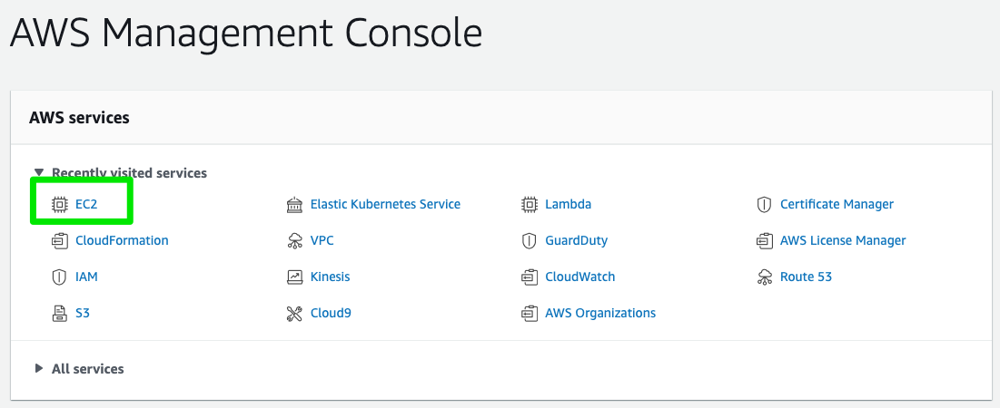 AWS Management Console
AWS services
Recently visited services
EC2 Elastic Kubernetes Service Lambda Certificate Manager
CloudFormation VPC GuardDuty AWS License Manager
IAM Kinesis CloudWatch Route 53
S3 Cloud9 AWS Organizations
All services